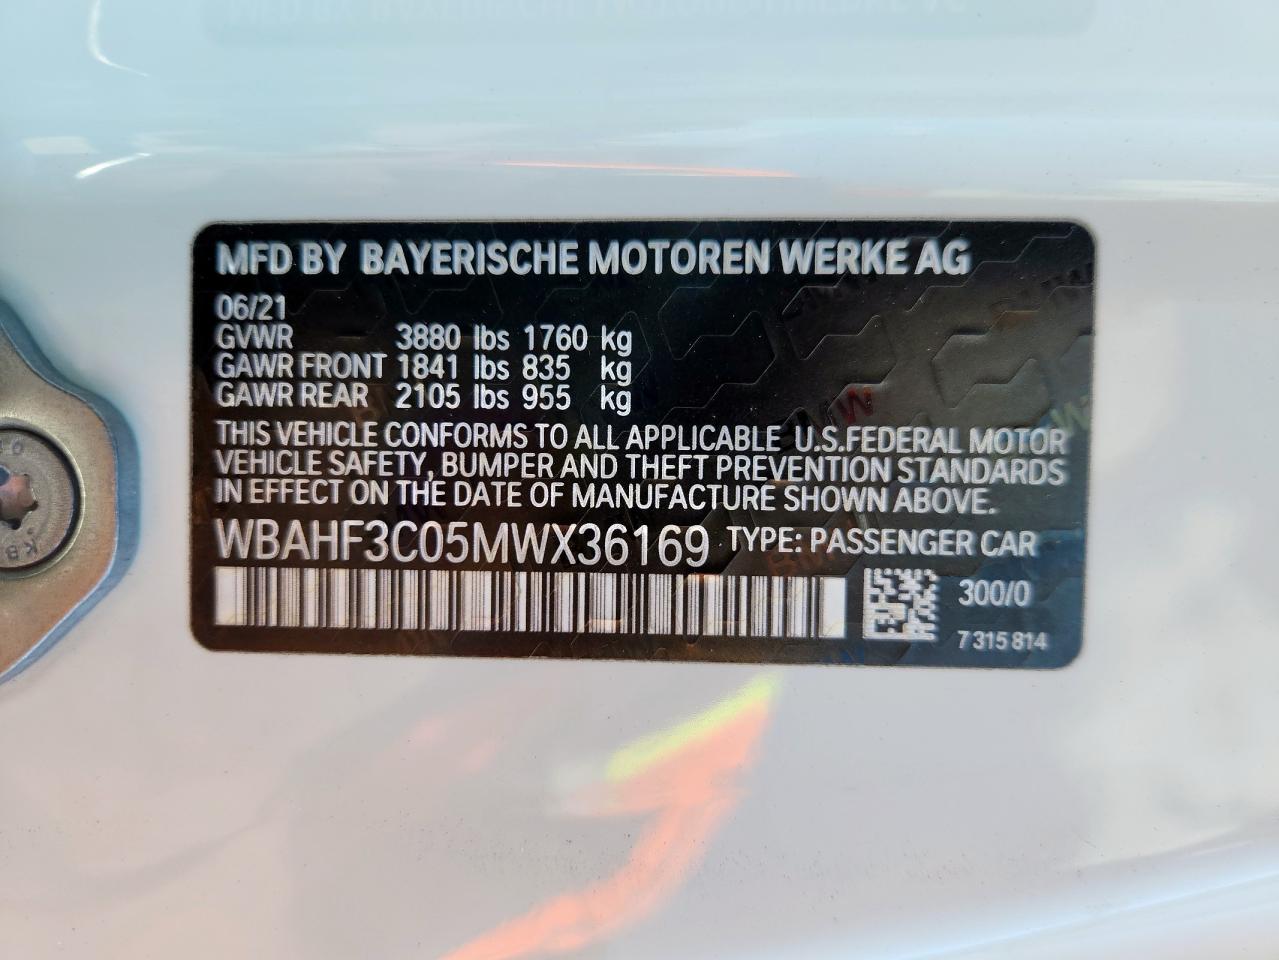 MFD BY BAYERISCHE MOTOREN WERKE AG
06/21
GVWR 3880 lbs 1760 kg
GAWR FRONT 1841 lbs 835 kg
GAWR REAR 2105 lbs 955 kg
THIS VEHICLE CONFORMS TO ALL APPLICABLE U.S.FEDERAL MOTOR
VEHICLE SAFETY, BUMPER AND THEFT PREVENTION STANDARDS
IN EFFECT ON THE DATE OF MANUFACTURE SHOWN ABOVE.
WBAHF3C05MWX36169 TYPE: PASSENGER CAR
300/0
7 315 814